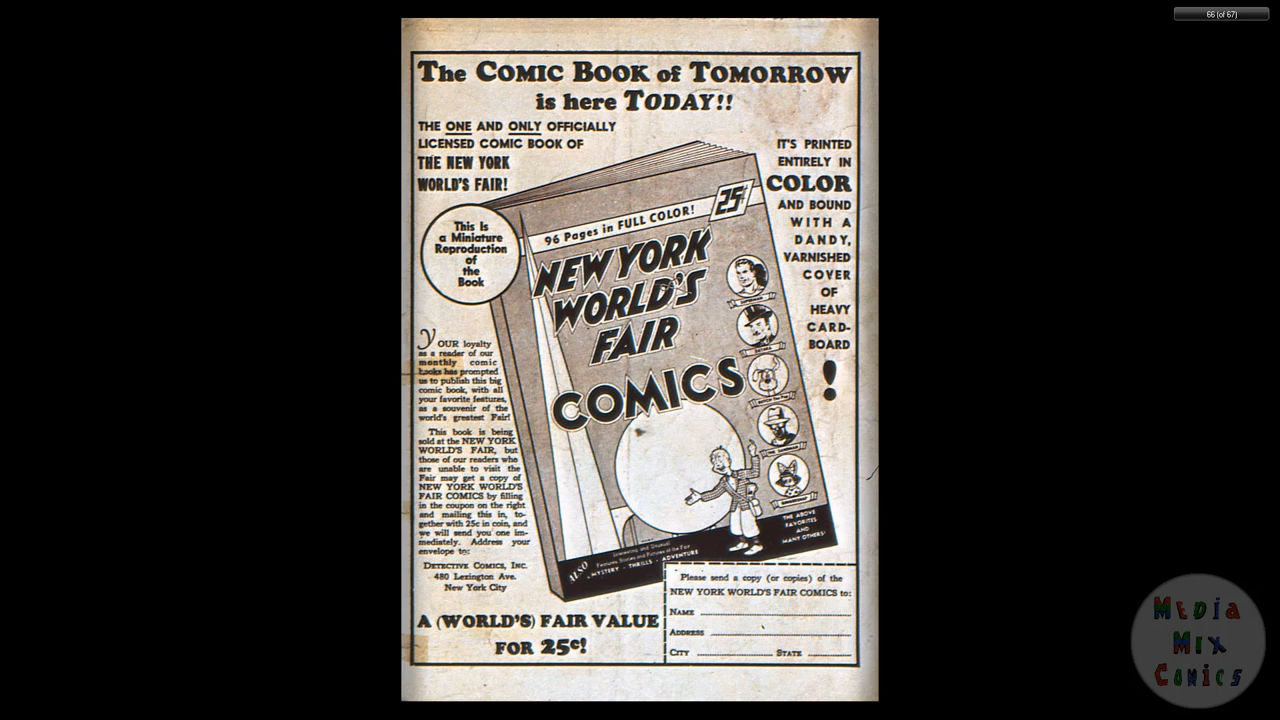 66 (of 67)
The COMIC BOOK of TOMORROW
is here TODAY!!
THE ONE AND ONLY OFFICIALLY
LICENSED COMIC BOOK OF
THE NEW YORK
WORLD'S FAIR!
IT'S PRINTED
ENTIRELY IN
COLOR
AND BOUND
WITH A
DANDY,
VARNISHED
COVER
OF
HEAVY
CARD-
BOARD
!
This Is
a Miniature
Reproduction
of
the
Book
25¢
96 Pages in FULL COLOR!
NEW YORK
WORLD'S
FAIR
COMICS
THE ABOVE
FAVORITES
AND
MANY OTHERS!
ALSO
Interesting and Unusual
Features, Stories and Pictures of the Fair
MYSTERY - THRILLS - ADVENTURE
YOUR loyalty
as a reader of our
monthly comic
books has prompted
us to publish this big
comic book, with all
your favorite features,
as a souvenir of the
world's greatest Fair!
This book is being
sold at the NEW YORK
WORLD'S FAIR, but
those of our readers who
are unable to visit the
Fair may get a copy of
NEW YORK WORLD'S
FAIR COMICS by filling
in the coupon on the right
and mailing this in, to-
gether with 25c in coin, and
we will send you one im-
mediately. Address your
envelope to:
DETECTIVE COMICS, INC.
480 Lexington Ave.
New York City
A (WORLD'S) FAIR VALUE
FOR 25¢!
Please send a copy (or copies) of the
NEW YORK WORLD'S FAIR COMICS to:
NAME
ADDRESS
CITY STATE
MEDiA
MiX
COMiCS